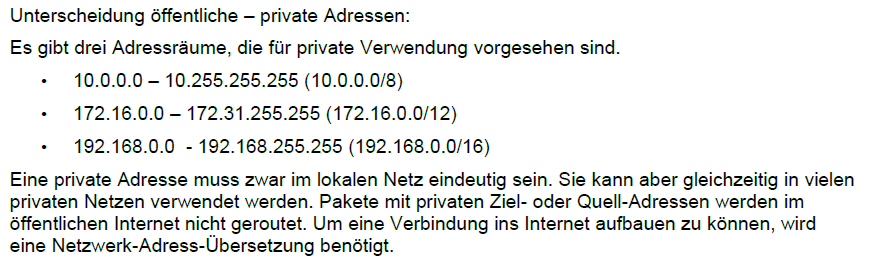 Unterscheidung öffentliche – private Adressen:
Es gibt drei Adressräume, die für private Verwendung vorgesehen sind.
• 10.0.0.0 – 10.255.255.255 (10.0.0.0/8)
• 172.16.0.0 – 172.31.255.255 (172.16.0.0/12)
• 192.168.0.0 - 192.168.255.255 (192.168.0.0/16)
Eine private Adresse muss zwar im lokalen Netz eindeutig sein. Sie kann aber gleichzeitig in vielen
privaten Netzen verwendet werden. Pakete mit privaten Ziel- oder Quell-Adressen werden im
öffentlichen Internet nicht geroutet. Um eine Verbindung ins Internet aufbauen zu können, wird
eine Netzwerk-Adress-Übersetzung benötigt.